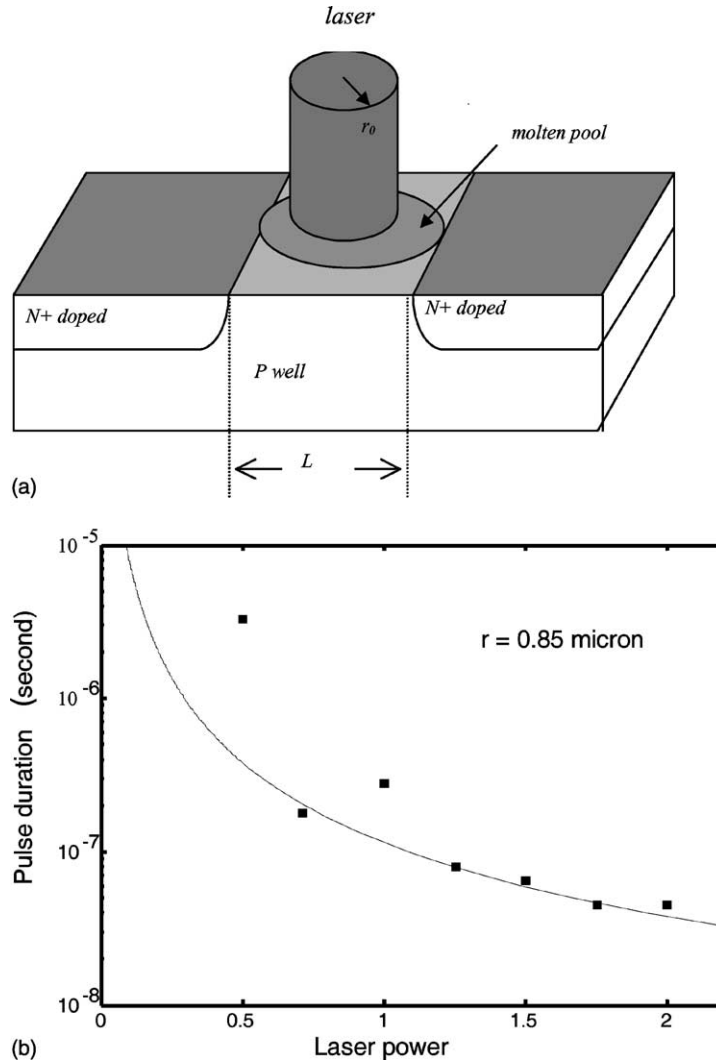 laser
r₀
molten pool
N+ doped
N+ doped
P well
L
(a)
10⁻⁵
10⁻⁶
10⁻⁷
10⁻⁸
Pulse duration (second)
r = 0.85 micron
0
0.5
1
1.5
2
(b)
Laser power